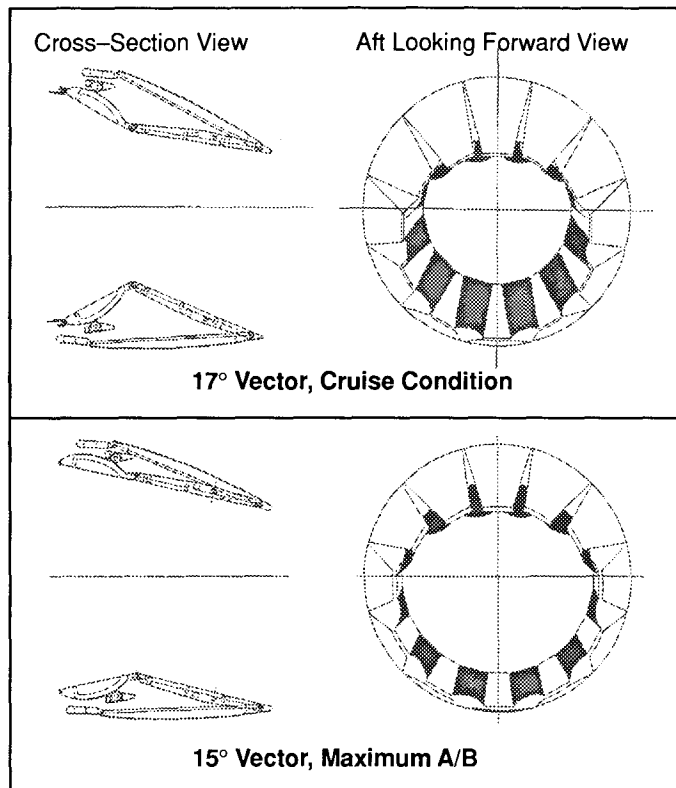 Cross–Section View
Aft Looking Forward View
17° Vector, Cruise Condition
15° Vector, Maximum A/B